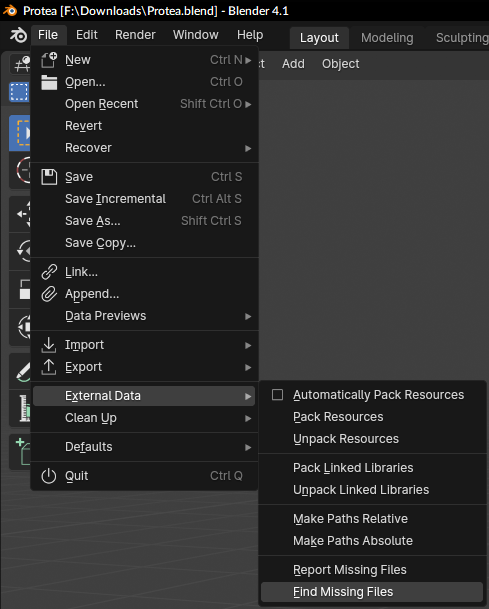 Protea [F:\Downloads\Protea.blend] - Blender 4.1
File Edit Render Window Help Layout Modeling Sculpting
New Ctrl N
ct Add Object
Open... Ctrl O
Open Recent Shift Ctrl O
Revert
Recover
Save Ctrl S
Save Incremental Ctrl Alt S
Save As... Shift Ctrl S
Save Copy...
Link...
Append...
Data Previews
Import
Export
External Data
Clean Up
Defaults
Quit Ctrl Q
Automatically Pack Resources
Pack Resources
Unpack Resources
Pack Linked Libraries
Unpack Linked Libraries
Make Paths Relative
Make Paths Absolute
Report Missing Files
Find Missing Files